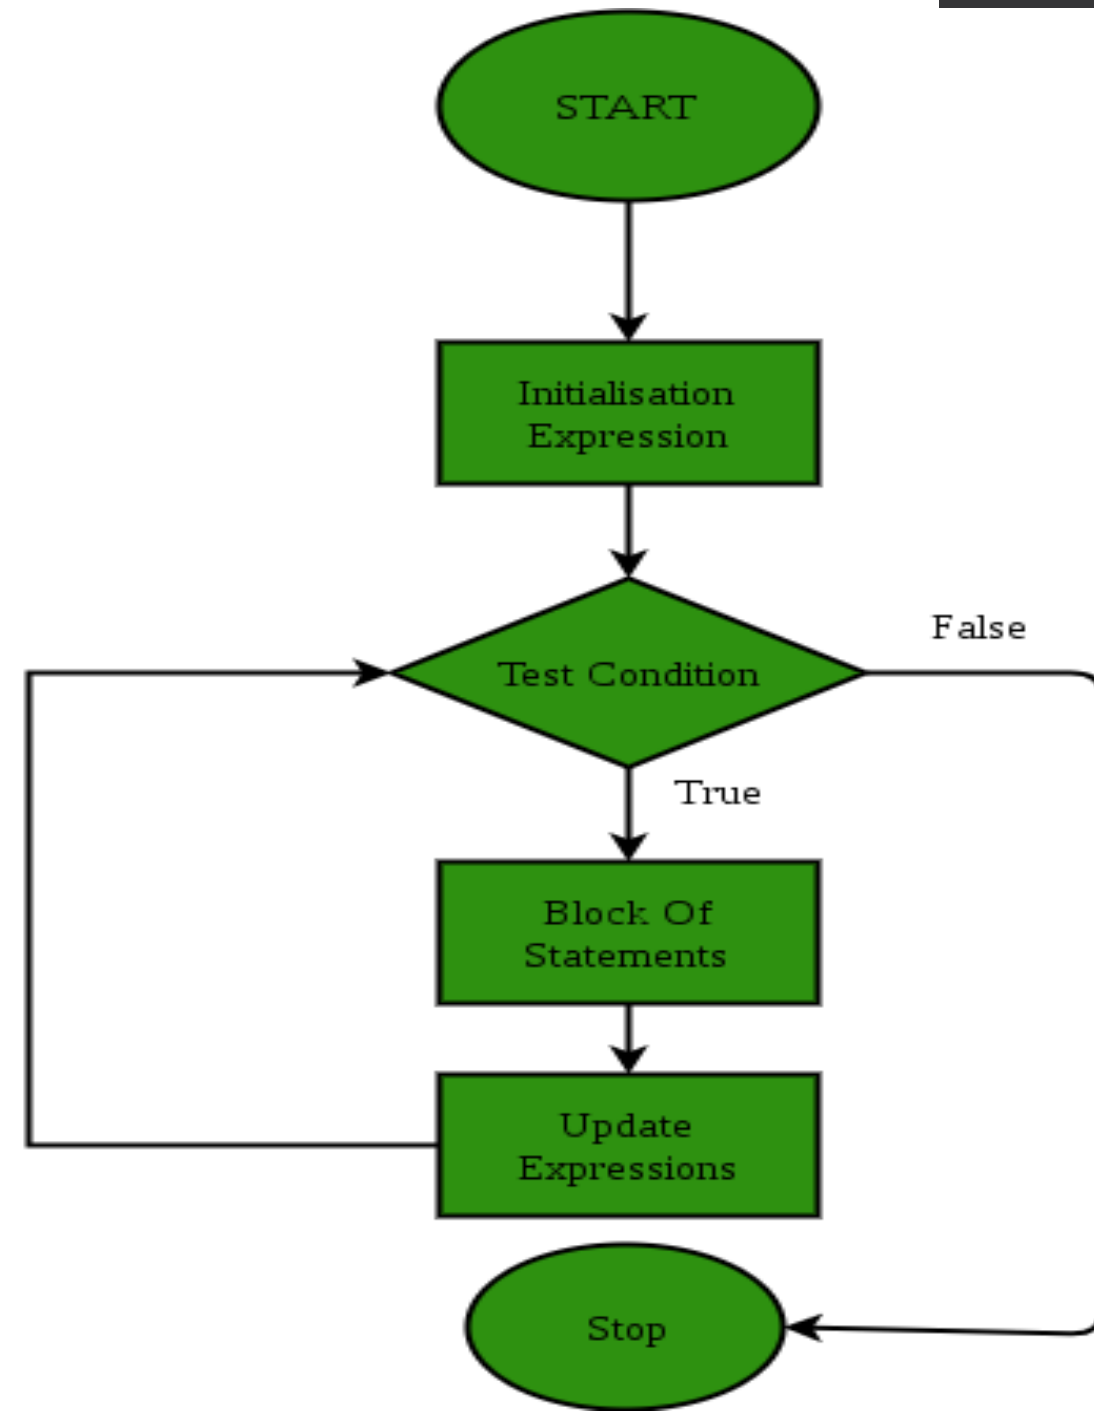 START
Initialisation
Expression
False
Test Condition
True
Block Of
Statements
Update
Expressions
Stop